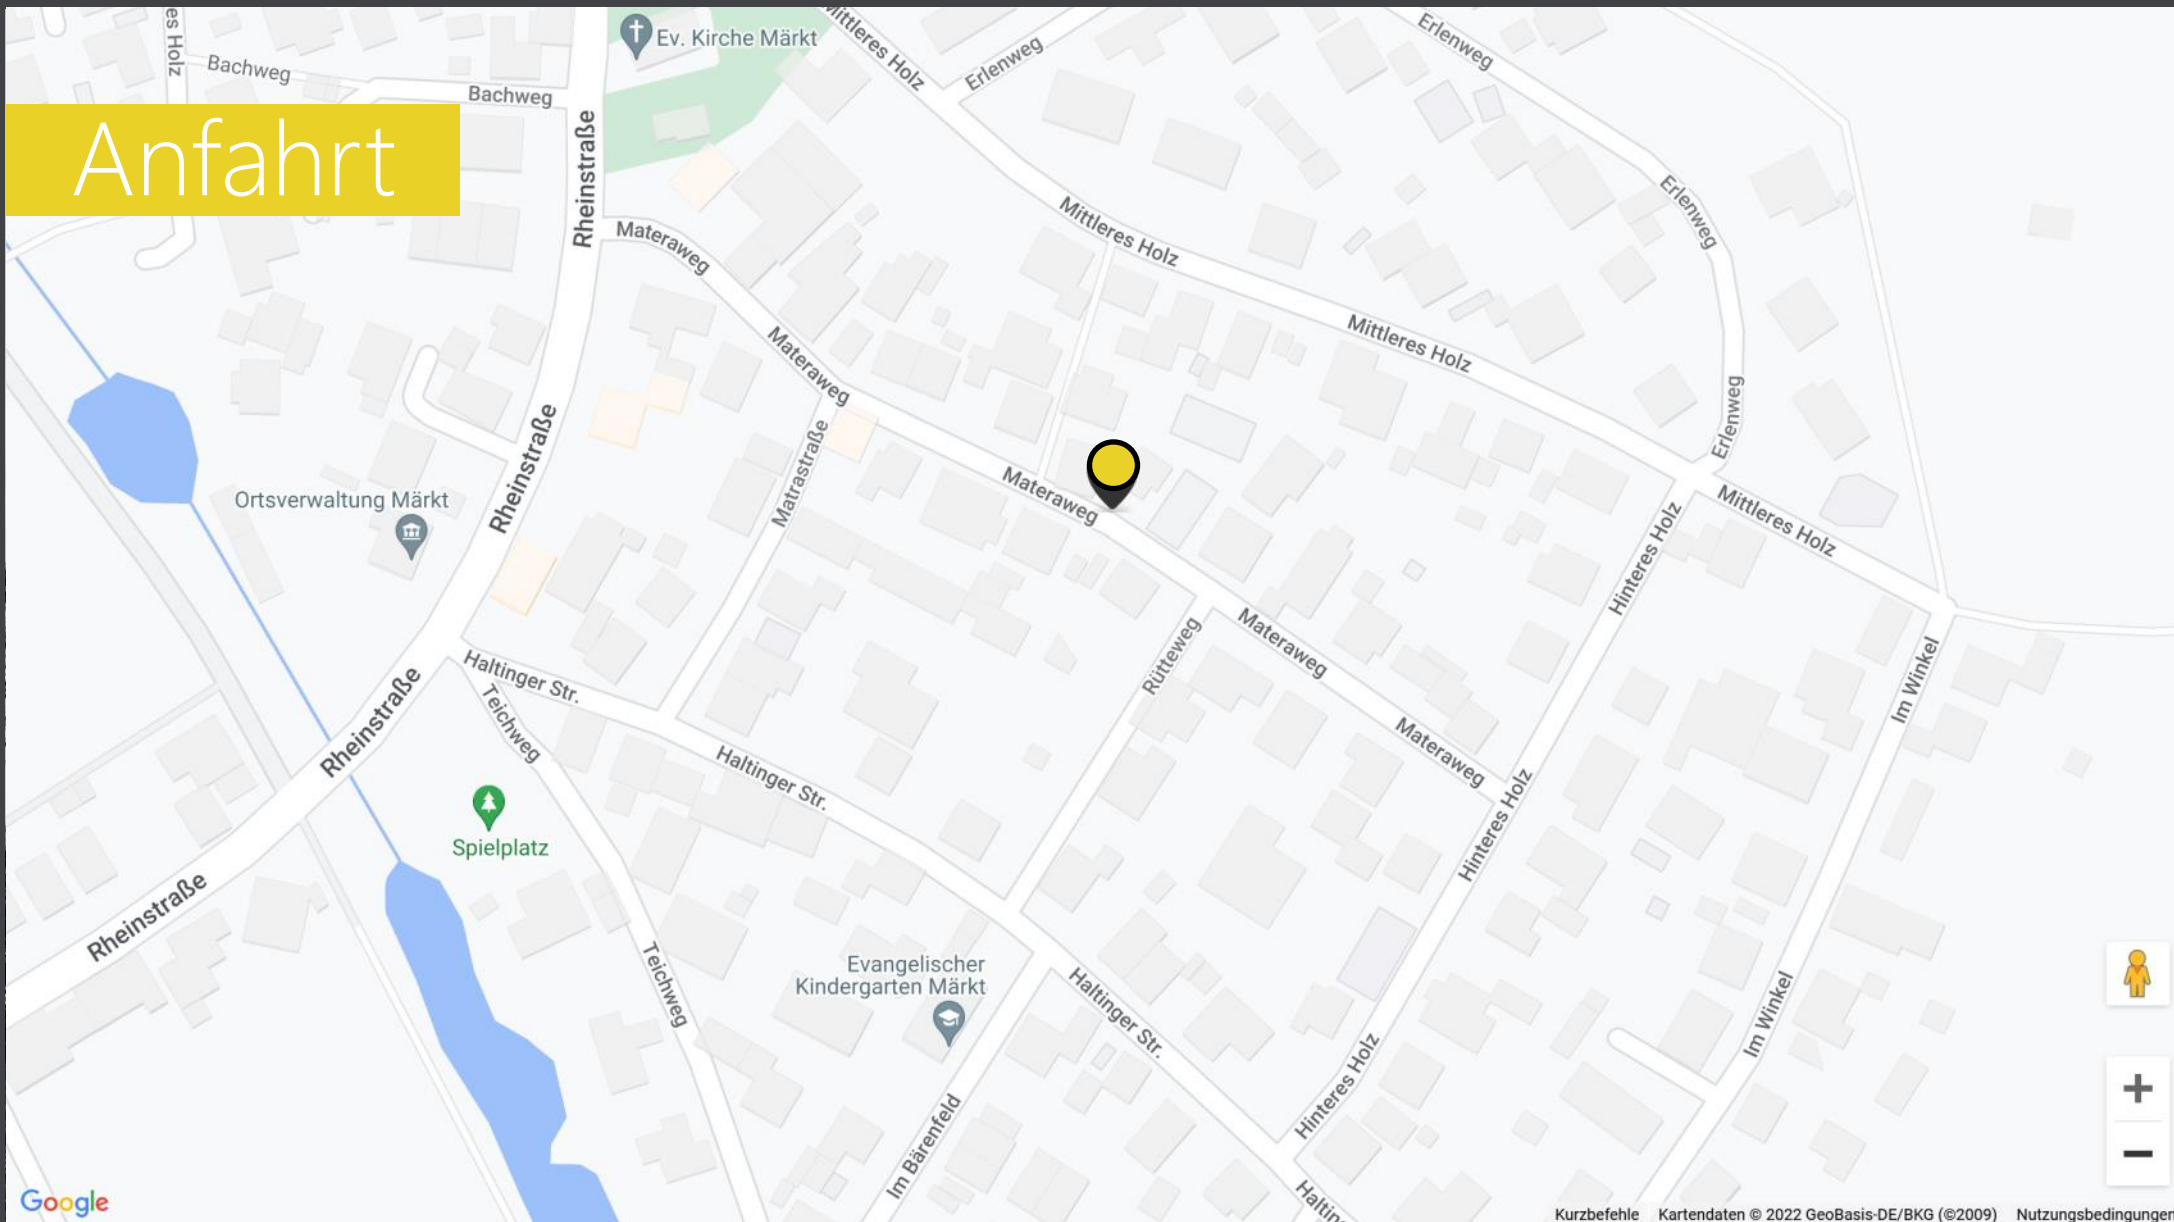 es Holz
Bachweg
Bachweg
Ev. Kirche Märkt
Mittleres Holz
Erlenweg
Erlenweg
Anfahrt
Rheinstraße
Materaweg
Mittleres Holz
Erlenweg
Materaweg
Mittleres Holz
Erlenweg
Rheinstraße
Matrastraße
Materaweg
Ortsverwaltung Märkt
Mittleres Holz
Hinteres Holz
Materaweg
Rütteweg
Haltinger Str.
Teichweg
Rheinstraße
Im Winkel
Materaweg
Haltinger Str.
Hinteres Holz
Spielplatz
Rheinstraße
Teichweg
Evangelischer
Kindergarten Märkt
Haltinger Str.
Im Winkel
Hinteres Holz
Im Bärenfeld
Haltin
Google
Kurzbefehle Kartendaten © 2022 GeoBasis-DE/BKG (©2009) Nutzungsbedingungen